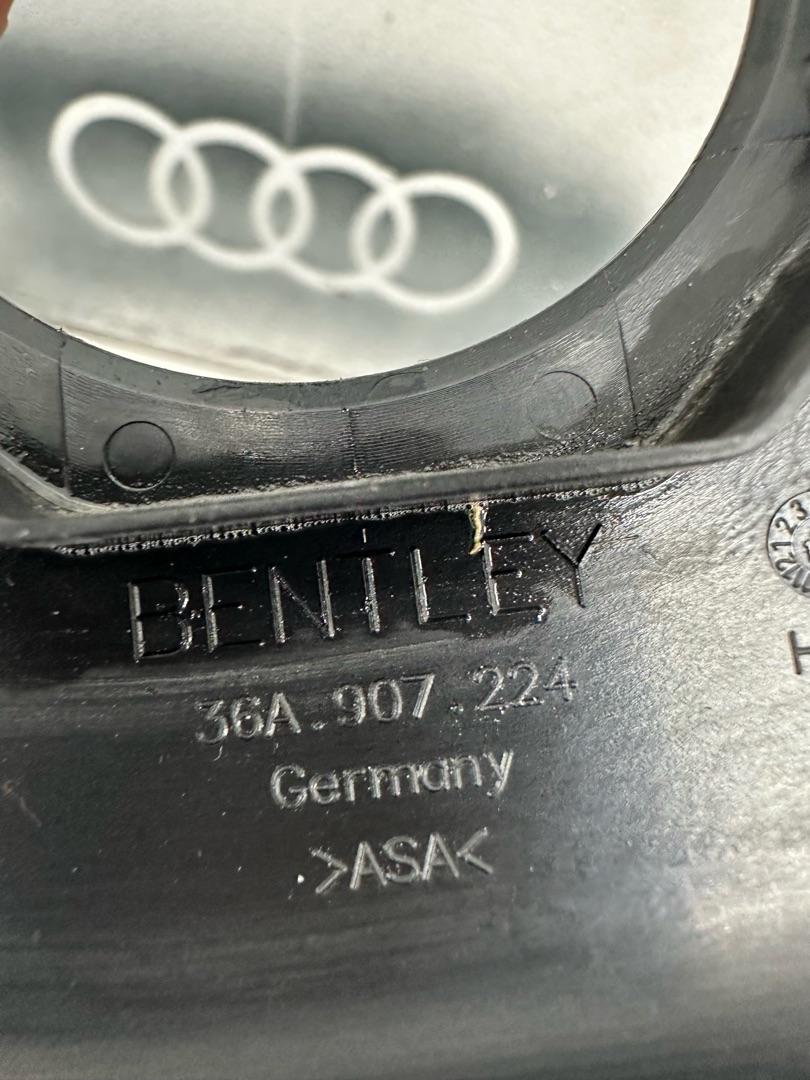 BENTLEY
36A.907.224
Germany
>ASA<